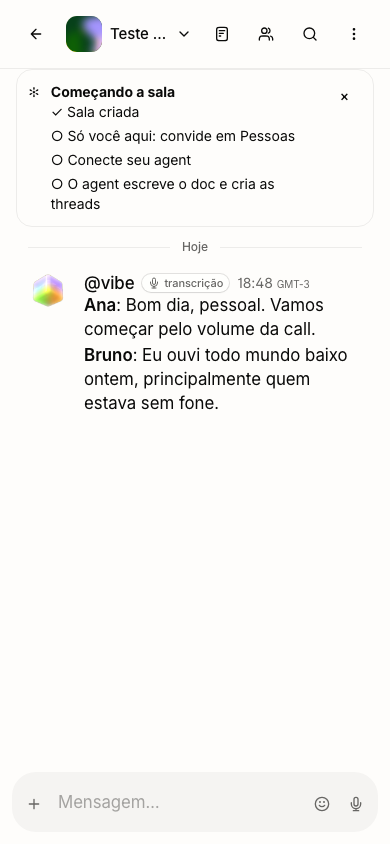 Teste ...
Começando a sala
✓ Sala criada
○ Só você aqui: convide em Pessoas
○ Conecte seu agent
○ O agent escreve o doc e cria as
threads
Hoje
@vibe transcrição 18:48 GMT-3
Ana: Bom dia, pessoal. Vamos
começar pelo volume da call.
Bruno: Eu ouvi todo mundo baixo
ontem, principalmente quem
estava sem fone.
Mensagem...